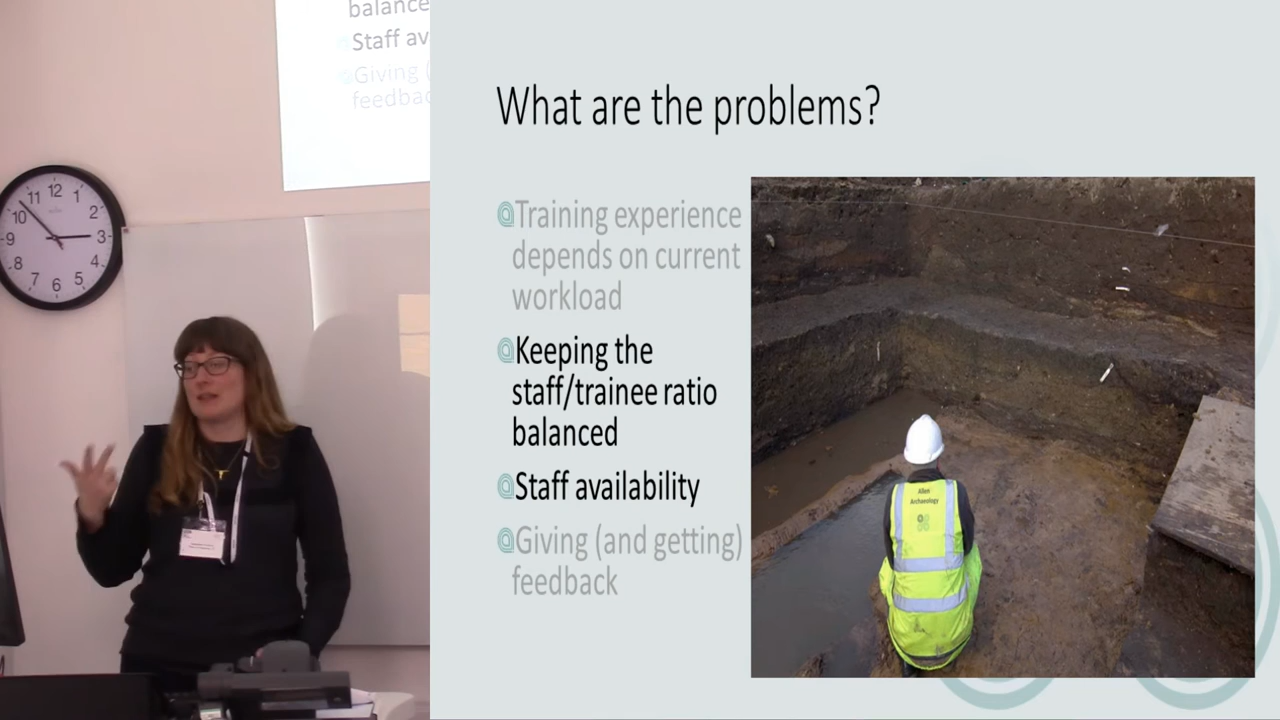 balance
Staff av
Giving (
feedbac
12
1
2
3
4
5
6
7
8
9
10
11
What are the problems?
Training experience
depends on current
workload
Keeping the
staff/trainee ratio
balanced
Staff availability
Giving (and getting)
feedback
Allen
Archaeology